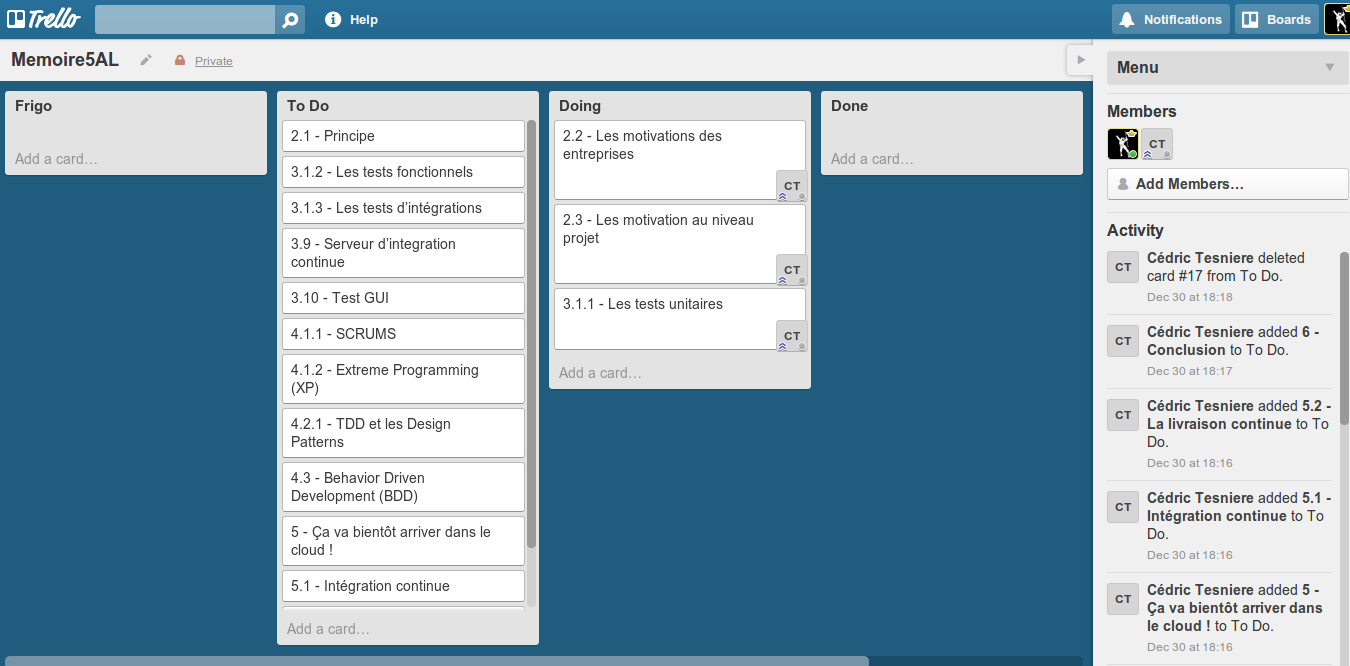 Trello
Help
Notifications
Boards
Memoire5AL
Private
Frigo
Add a card…
To Do
2.1 - Principe
3.1.2 - Les tests fonctionnels
3.1.3 - Les tests d’intégrations
3.9 - Serveur d’integration
continue
3.10 - Test GUI
4.1.1 - SCRUMS
4.1.2 - Extreme Programming
(XP)
4.2.1 - TDD et les Design
Patterns
4.3 - Behavior Driven
Development (BDD)
5 - Ça va bientôt arriver dans le
cloud !
5.1 - Intégration continue
Add a card…
Doing
2.2 - Les motivations des
entreprises
CT
2.3 - Les motivation au niveau
projet
CT
3.1.1 - Les tests unitaires
CT
Add a card…
Done
Add a card…
Menu
Members
CT
Add Members…
Activity
CT
Cédric Tesniere deleted
card #17 from To Do.
Dec 30 at 18:18
CT
Cédric Tesniere added 6 -
Conclusion to To Do.
Dec 30 at 18:17
CT
Cédric Tesniere added 5.2 -
La livraison continue to To
Do.
Dec 30 at 18:16
CT
Cédric Tesniere added 5.1 -
Intégration continue to To
Do.
Dec 30 at 18:16
CT
Cédric Tesniere added 5 -
Ça va bientôt arriver dans
le cloud ! to To Do.
Dec 30 at 18:16